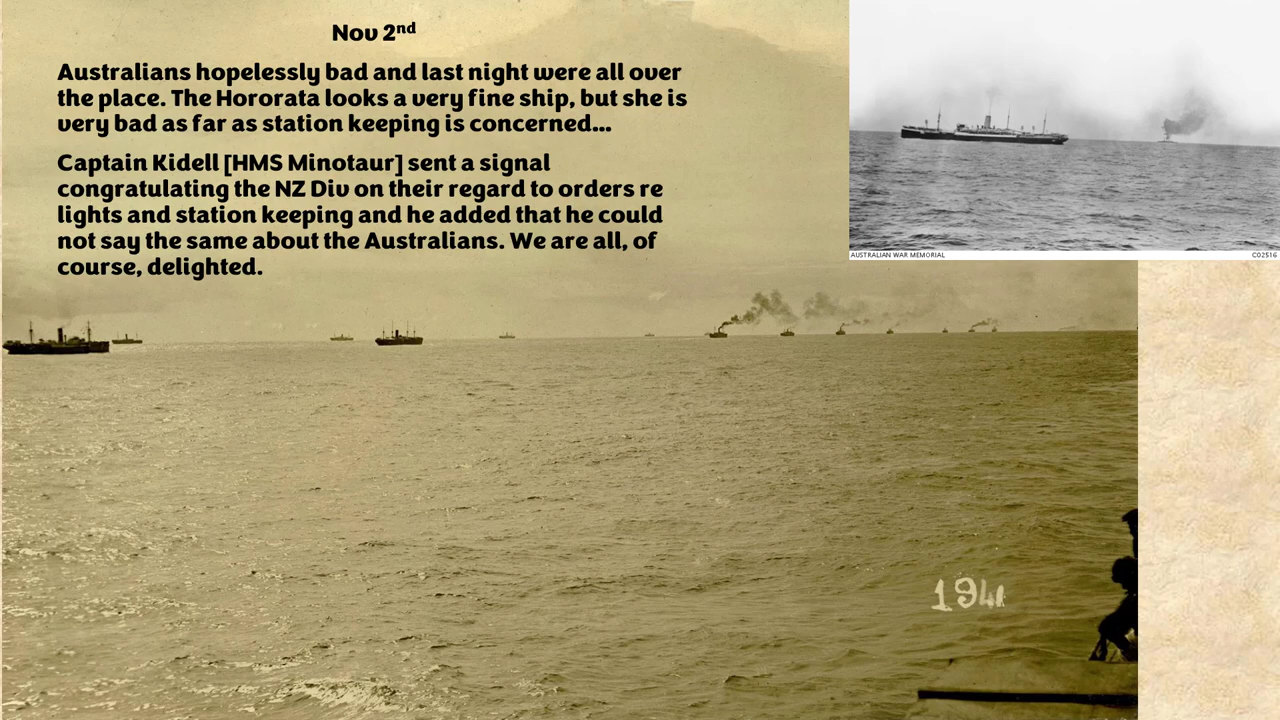 Nov 2nd
Australians hopelessly bad and last night were all over
the place. The Hororata looks a very fine ship, but she is
very bad as far as station keeping is concerned...
Captain Kidell [HMS Minotaur] sent a signal
congratulating the NZ Div on their regard to orders re
lights and station keeping and he added that he could
not say the same about the Australians. We are all, of
course, delighted.
AUSTRALIAN WAR MEMORIAL C02516